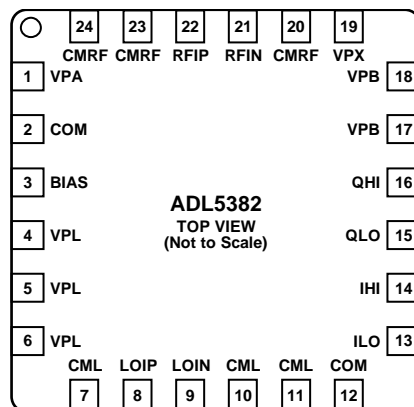 24 23 22 21 20 19
CMRF CMRF RFIP RFIN CMRF VPX
1 VPA VPB 18
2 COM VPB 17
3 BIAS QHI 16
ADL5382
TOP VIEW
(Not to Scale)
4 VPL QLO 15
5 VPL IHI 14
6 VPL ILO 13
CML LOIP LOIN CML CML COM
7 8 9 10 11 12